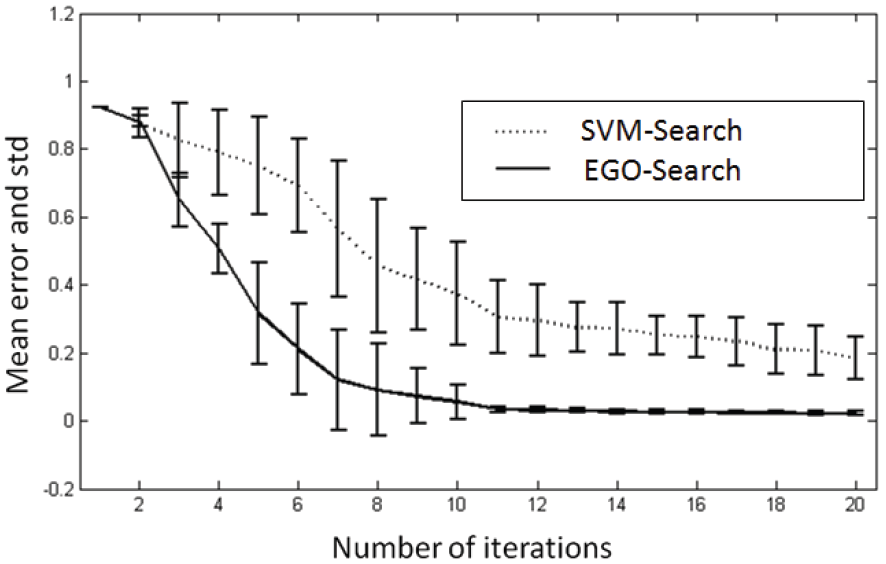 1.2
1
0.8
0.6
0.4
0.2
0
-0.2
Mean error and std
SVM-Search
EGO-Search
2 4 6 8 10 12 14 16 18 20
Number of iterations